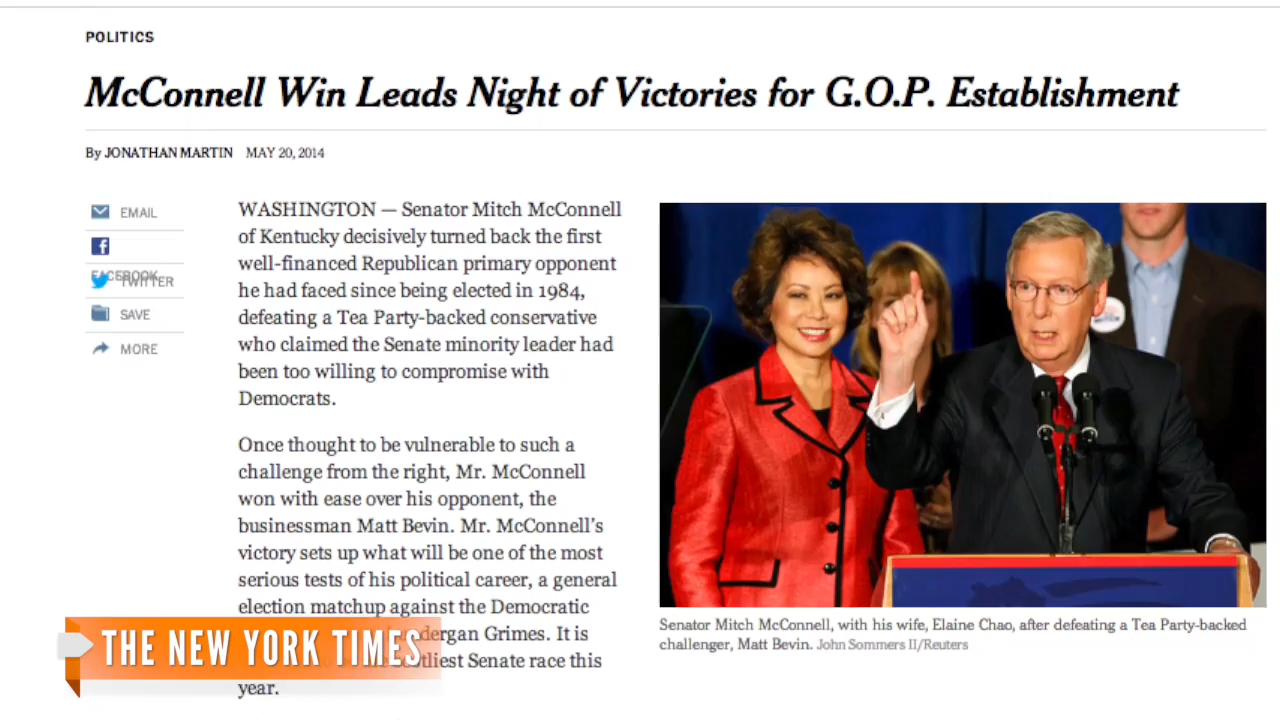 POLITICS
McConnell Win Leads Night of Victories for G.O.P. Establishment
By JONATHAN MARTIN MAY 20, 2014
EMAIL
FACEBOOK
TWITTER
SAVE
MORE
WASHINGTON — Senator Mitch McConnell
of Kentucky decisively turned back the first
well-financed Republican primary opponent
he had faced since being elected in 1984,
defeating a Tea Party-backed conservative
who claimed the Senate minority leader had
been too willing to compromise with
Democrats.
Once thought to be vulnerable to such a
challenge from the right, Mr. McConnell
won with ease over his opponent, the
businessman Matt Bevin. Mr. McConnell’s
victory sets up what will be one of the most
serious tests of his political career, a general
election matchup against the Democratic
Grimes. It is
Senate race this
year.
Senator Mitch McConnell, with his wife, Elaine Chao, after defeating a Tea Party-backed
challenger, Matt Bevin. John Sommers II/Reuters
THE NEW YORK TIMES